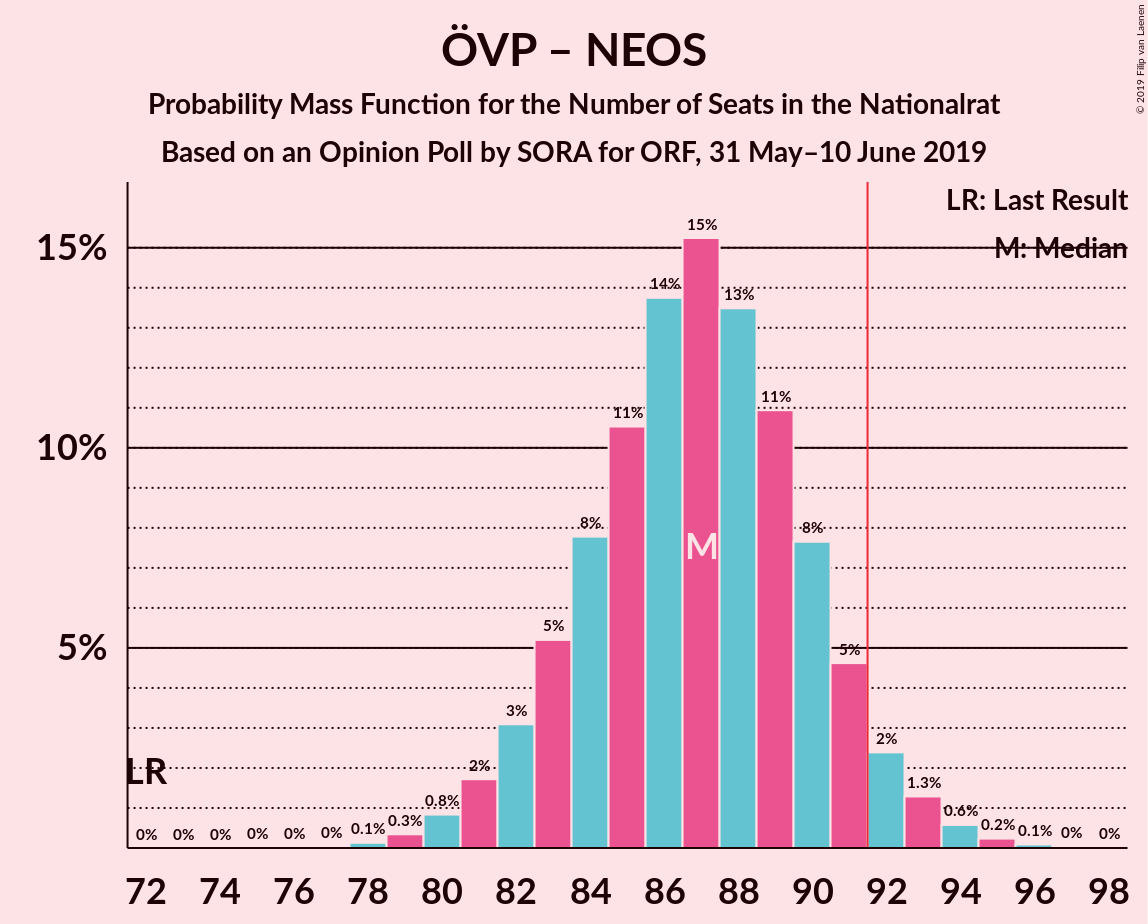 ÖVP – NEOS
Probability Mass Function for the Number of Seats in the Nationalrat
Based on an Opinion Poll by SORA for ORF, 31 May–10 June 2019
© 2019 Filip van Laenen
LR: Last Result
M: Median
15%
10%
5%
LR
M
0% 0% 0% 0% 0% 0% 0.1% 0.3% 0.8% 2% 3% 5% 8% 11% 14% 15% 13% 11% 8% 5% 2% 1.3% 0.6% 0.2% 0.1% 0% 0%
72 74 76 78 80 82 84 86 88 90 92 94 96 98